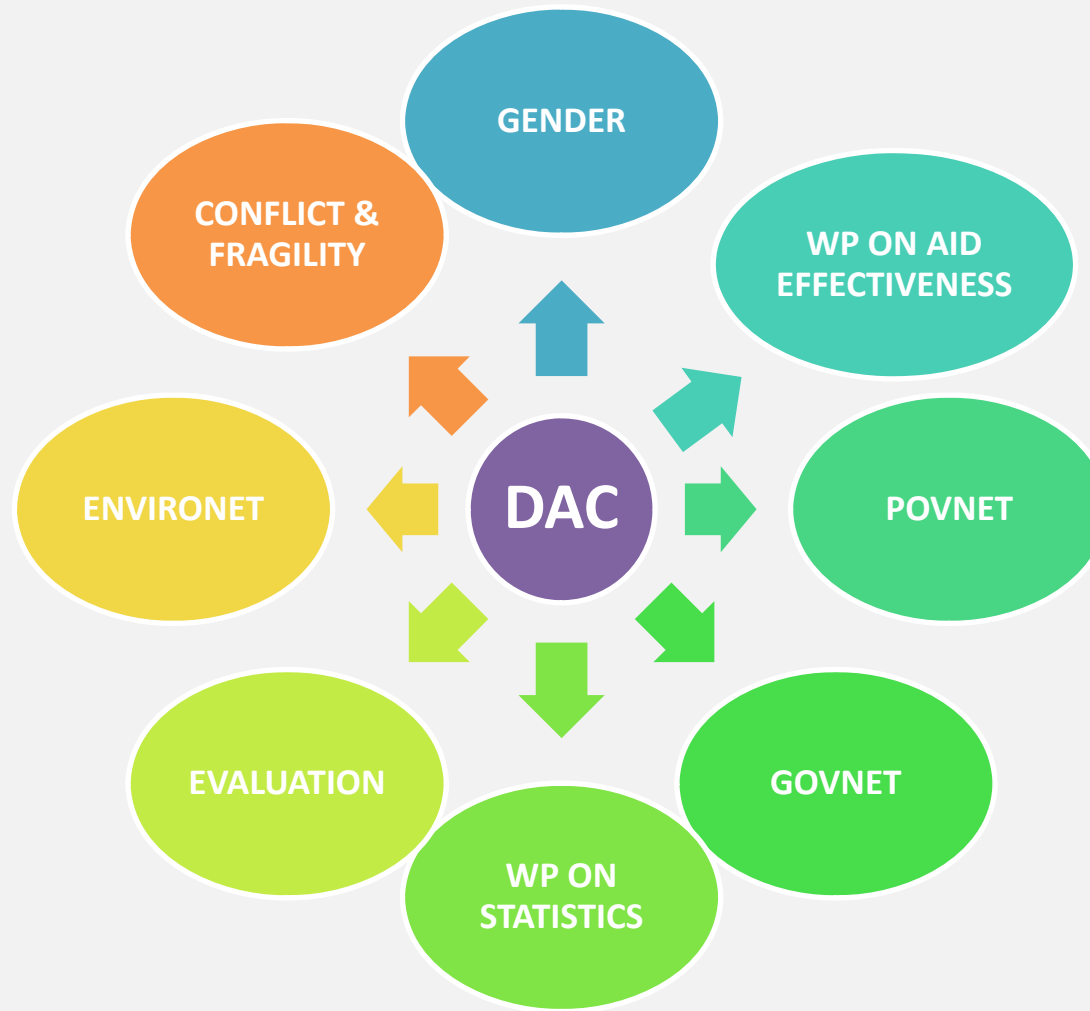 GENDER
CONFLICT &
FRAGILITY
WP ON AID
EFFECTIVENESS
ENVIRONET
DAC
POVNET
EVALUATION
GOVNET
WP ON
STATISTICS